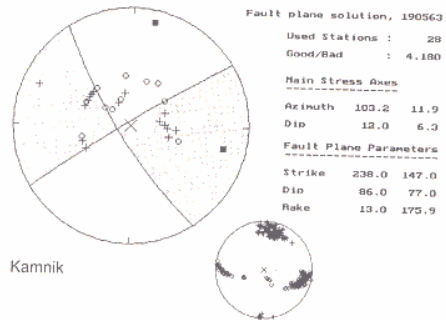 Fault plane solution, 190563
Used Stations : 28
Good/Bad : 4.180
Main Stress Axes
Azimuth 103.2 11.9
Dip 12.0 6.3
Fault Plane Parameters
Strike 238.0 147.0
Dip 86.0 77.0
Rake 13.0 175.9
Kamnik